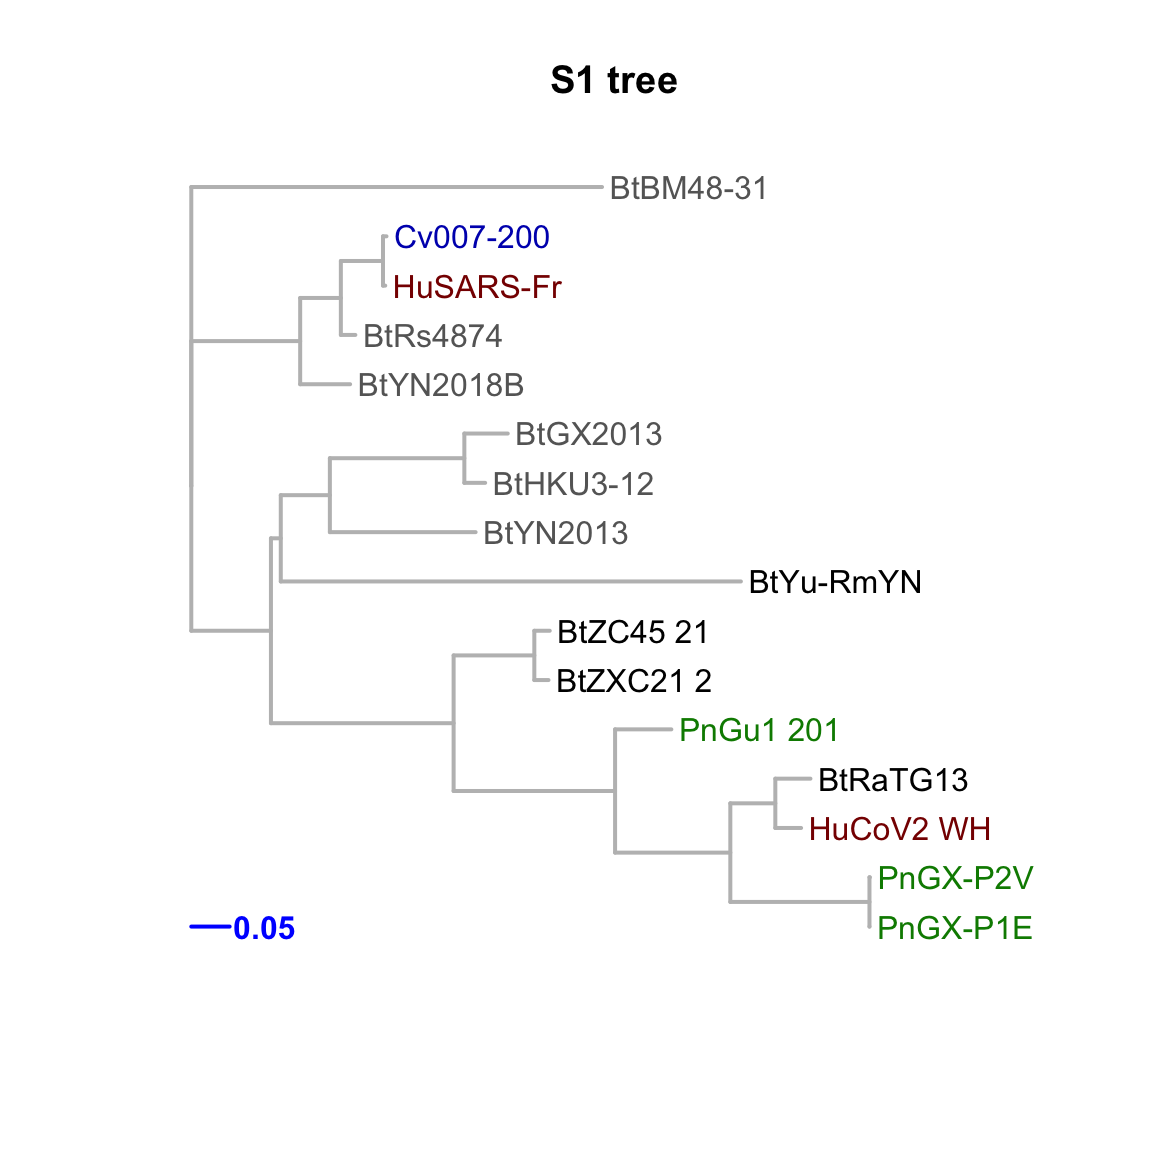 S1 tree
BtBM48-31
Cv007-200
HuSARS-Fr
BtRs4874
BtYN2018B
BtGX2013
BtHKU3-12
BtYN2013
BtYu-RmYN
BtZC45 21
BtZXC21 2
PnGu1 201
BtRaTG13
HuCoV2 WH
PnGX-P2V
PnGX-P1E
0.05